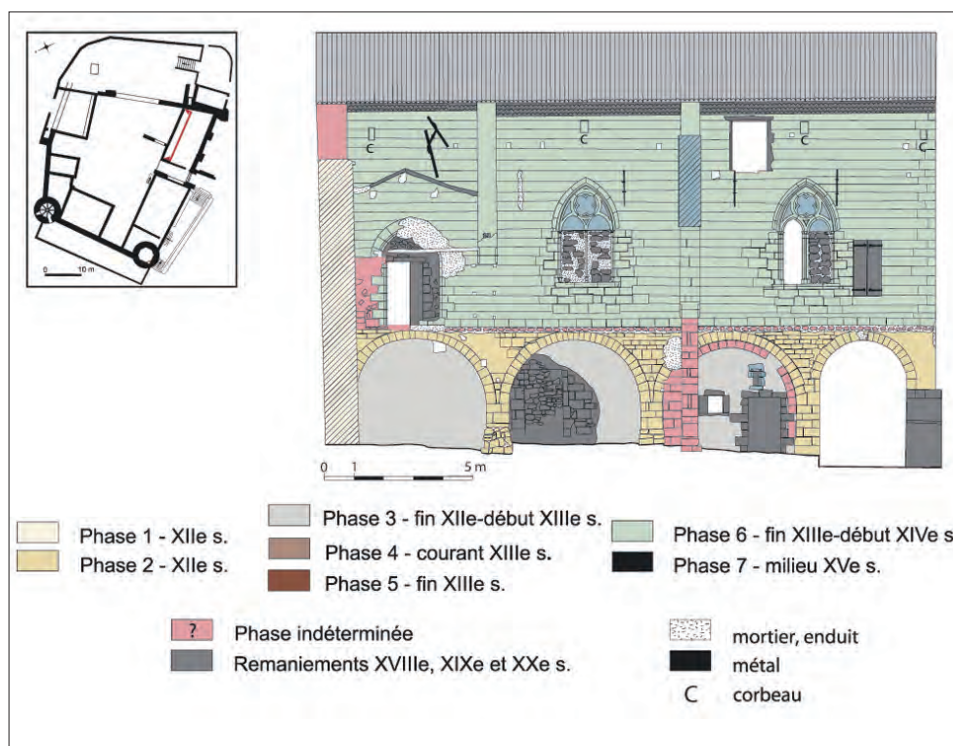 0 10 m
C
C
C
C
0 1 5 m
Phase 1 - XIIe s.
Phase 2 - XIIe s.
Phase 3 - fin XIIe-début XIIIe s.
Phase 4 - courant XIIIe s.
Phase 5 - fin XIIIe s.
Phase 6 - fin XIIIe-début XIVe s
Phase 7 - milieu XVe s.
? Phase indéterminée
Remaniements XVIIIe, XIXe et XXe s.
mortier, enduit
métal
C corbeau